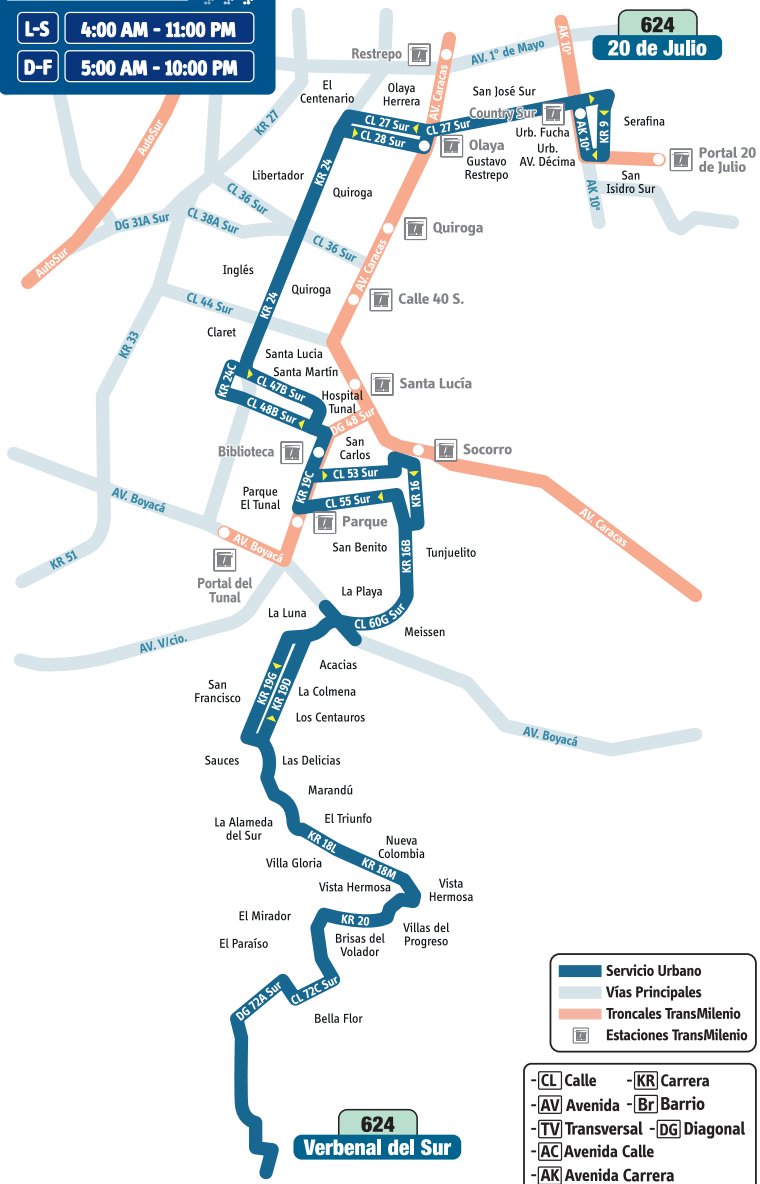 L-S 4:00 AM - 11:00 PM
D-F 5:00 AM - 10:00 PM
624
20 de Julio
Restrepo
AV. 1° de Mayo
AK 10ª
AV. Caracas
El
Centenario
Olaya
Herrera
San José Sur
Country Sur
Serafina
KR 27
AutoSur
CL 27 Sur
CL 27 Sur
CL 28 Sur
Urb. Fucha
Urb.
AV. Décima
AK 10ª
KR 9
Olaya
Gustavo
Restrepo
Portal 20
de Julio
San
Isidro Sur
AK 10ª
Libertador
KR 24
Quiroga
CL 36 Sur
CL 38A Sur
DG 31A Sur
CL 36 Sur
Quiroga
AutoSur
AV. Caracas
Inglés
Quiroga
Calle 40 S.
CL 44 Sur
KR 24
Claret
KR 33
Santa Lucia
Santa Martín
KR 24C
CL 47B Sur
Santa Lucía
Hospital
Tunal
CL 48B Sur
DG 48 Sur
San
Carlos
Biblioteca
Socorro
KR 19C
CL 53 Sur
KR 16
Parque
El Tunal
CL 55 Sur
AV. Boyacá
Parque
AV. Caracas
AV. Boyacá
San Benito
KR 16B
Tunjuelito
KR 51
Portal del
Tunal
La Playa
La Luna
CL 60G Sur
Meissen
AV. V/cio.
Acacias
San
Francisco
KR 19G
KR 19D
La Colmena
Los Centauros
AV. Boyacá
Sauces
Las Delicias
Marandú
La Alameda
del Sur
El Triunfo
KR 18L
Nueva
Colombia
Villa Gloria
KR 18M
Vista Hermosa
Vista
Hermosa
El Mirador
KR 20
Villas del
Progreso
El Paraíso
Brisas del
Volador
DG 72A Sur
CL 72C Sur
Bella Flor
Servicio Urbano
Vías Principales
Troncales TransMilenio
Estaciones TransMilenio
- CL Calle - KR Carrera
- AV Avenida - Br Barrio
- TV Transversal - DG Diagonal
- AC Avenida Calle
- AK Avenida Carrera
624
Verbenal del Sur